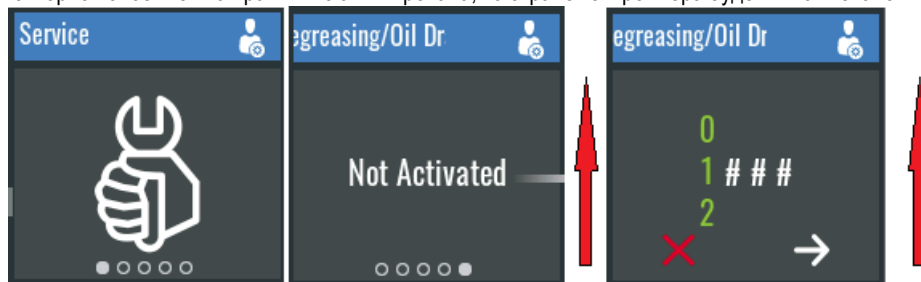 Service
egreasing/Oil Dr
Not Activated
egreasing/Oil Dr
0
1 # # #
2